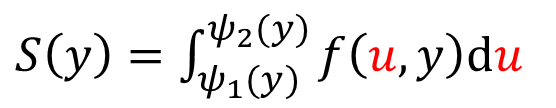 S(y) = ∫_{ψ₁(y)}^{ψ₂(y)} f(u, y)du